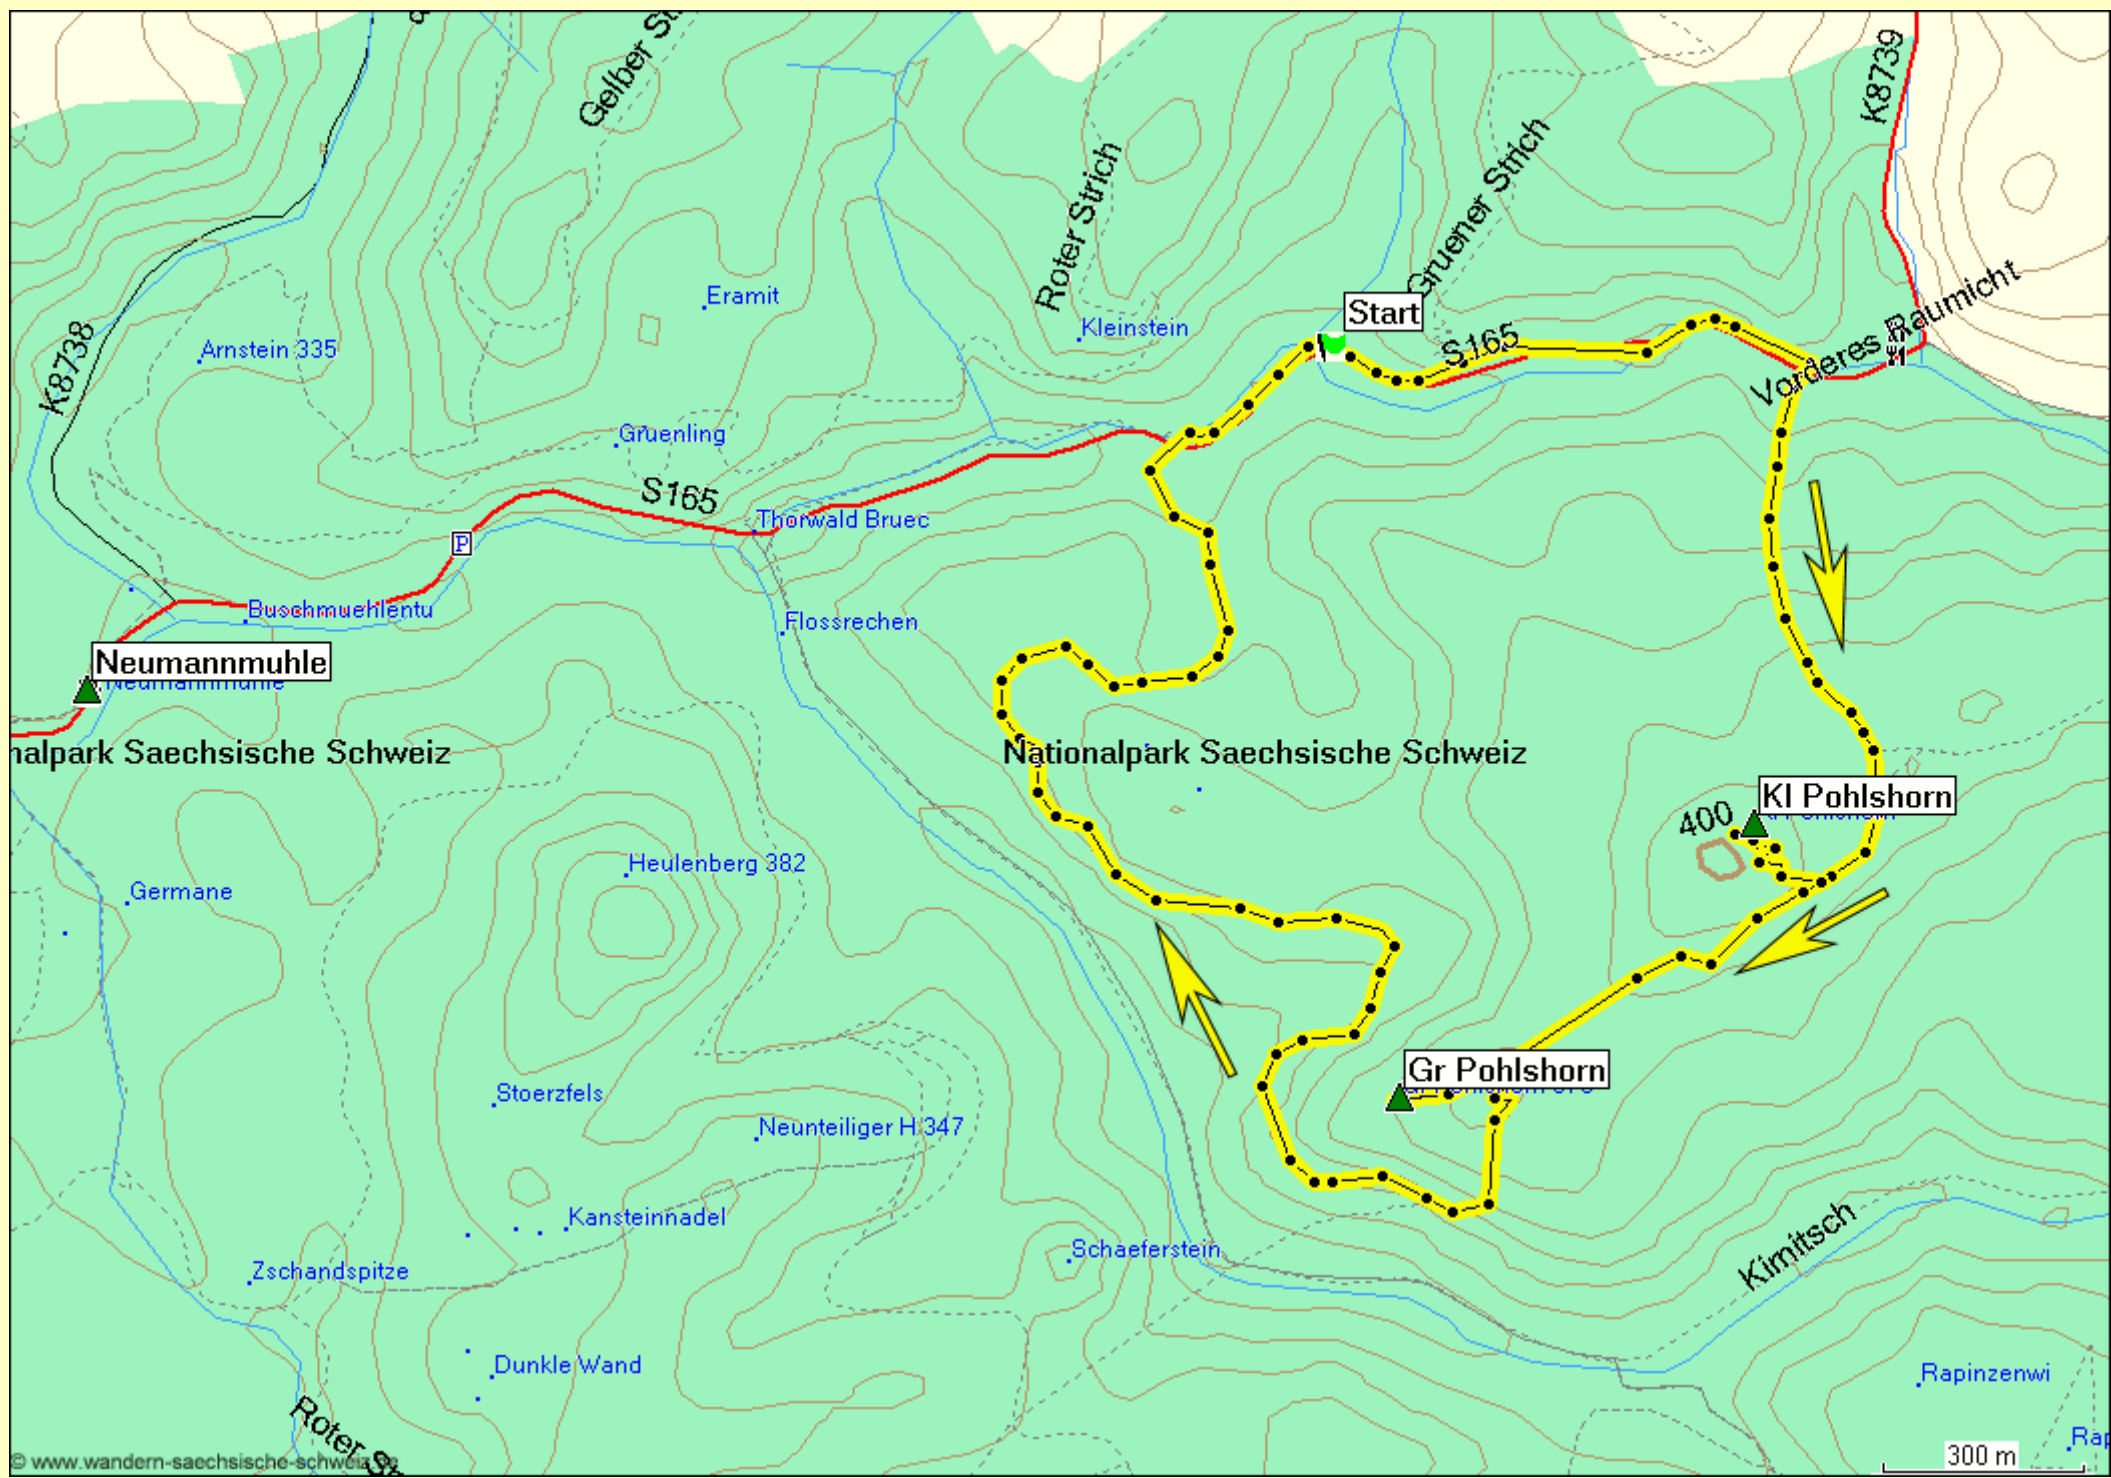 Gelber St
K8739
Roter Strich
Gruener Strich
Eramit
Start
Vorderes Raumicht
Kleinstein
S165
Arnstein 335
K8738
Gruenling
S165
Thorwald Bruec
P
Buschmuehlentu
Flossrechen
Neumannmuhle
Neumannmuhle
nalpark Saechsische Schweiz
Nationalpark Saechsische Schweiz
Kl Pohlshorn
400
Heulenberg 382
Germane
Gr Pohlshorn
Stoerzfels
Neunteiliger H 347
Kansteinnadel
Schaeferstein
Kirnitsch
Zschandspitze
Dunkle Wand
Rapinzenwi
Roter St
Rap
© www.wandern-saechsische-schweiz.de
300 m